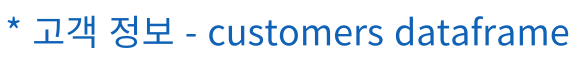 * 고객 정보 - customers dataframe